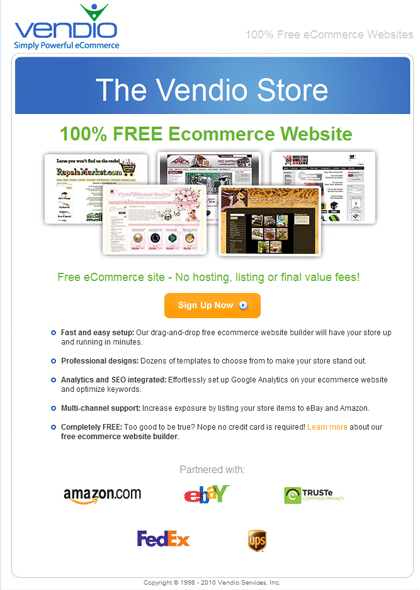 vendio
Simply Powerful eCommerce
100% Free eCommerce Websites
The Vendio Store
100% FREE Ecommerce Website
Free eCommerce site - No hosting, listing or final value fees!
Sign Up Now
Fast and easy setup: Our drag-and-drop free ecommerce website builder will have your store up
and running in minutes.
Professional designs: Dozens of templates to choose from to make your store stand out.
Analytics and SEO integrated: Effortlessly set up Google Analytics on your ecommerce website
and optimize keywords.
Multi-channel support: Increase exposure by listing your store items to eBay and Amazon.
Completely FREE: Too good to be true? Nope no credit card is required! Learn more about our
free ecommerce website builder.
Partnered with:
amazon.com
ebaY
TRUSTe
CERTIFIED PRIVACY
FedEx
ups
Copyright © 1998 - 2010 Vendio Services, Inc.